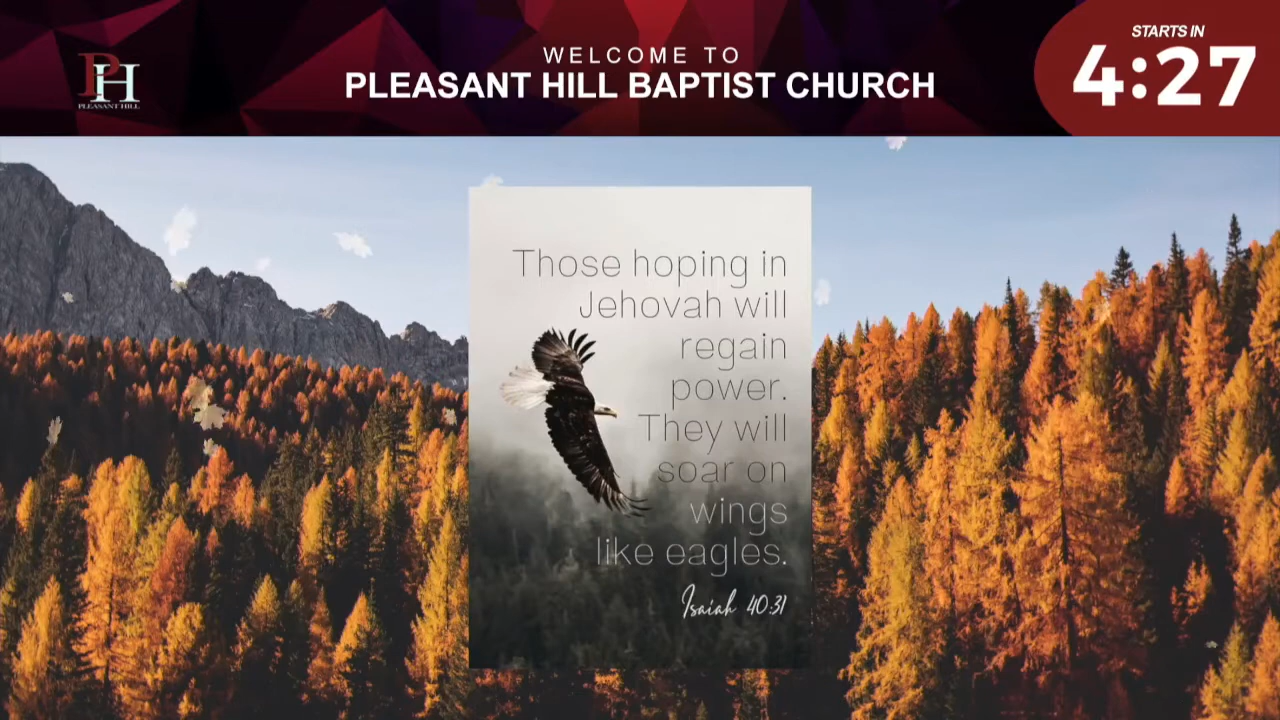 PH
PLEASANT HILL
WELCOME TO
PLEASANT HILL BAPTIST CHURCH
STARTS IN
4:27
Those hoping in
Jehovah will
regain
power.
They will
soar on
wings
like eagles.
Isaiah 40:31